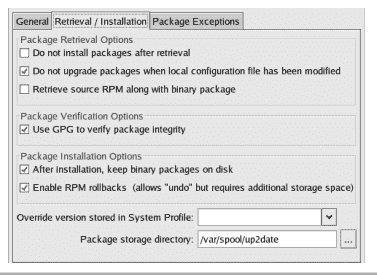 General Retrieval / Installation Package Exceptions
Package Retrieval Options
Do not install packages after retrieval
Do not upgrade packages when local configuration file has been modified
Retrieve source RPM along with binary package
Package Verification Options
Use GPG to verify package integrity
Package Installation Options
After installation, keep binary packages on disk
Enable RPM rollbacks (allows "undo" but requires additional storage space)
Override version stored in System Profile:
Package storage directory: /var/spool/up2date ...